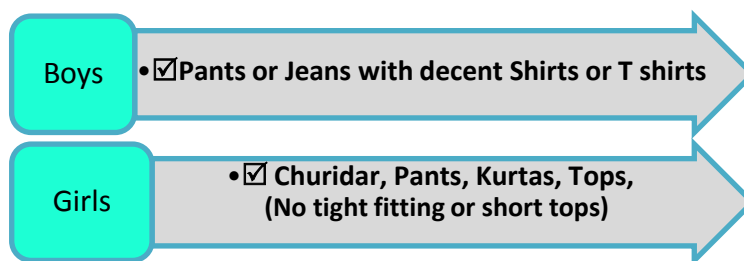 Boys
•☑Pants or Jeans with decent Shirts or T shirts
Girls
•☑ Churidar, Pants, Kurtas, Tops,
(No tight fitting or short tops)